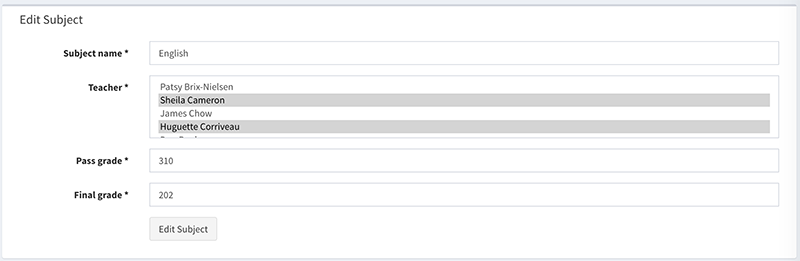 Edit Subject
Subject name *
English
Teacher *
Patsy Brix-Nielsen
Sheila Cameron
James Chow
Huguette Corriveau
Pass grade *
310
Final grade *
202
Edit Subject